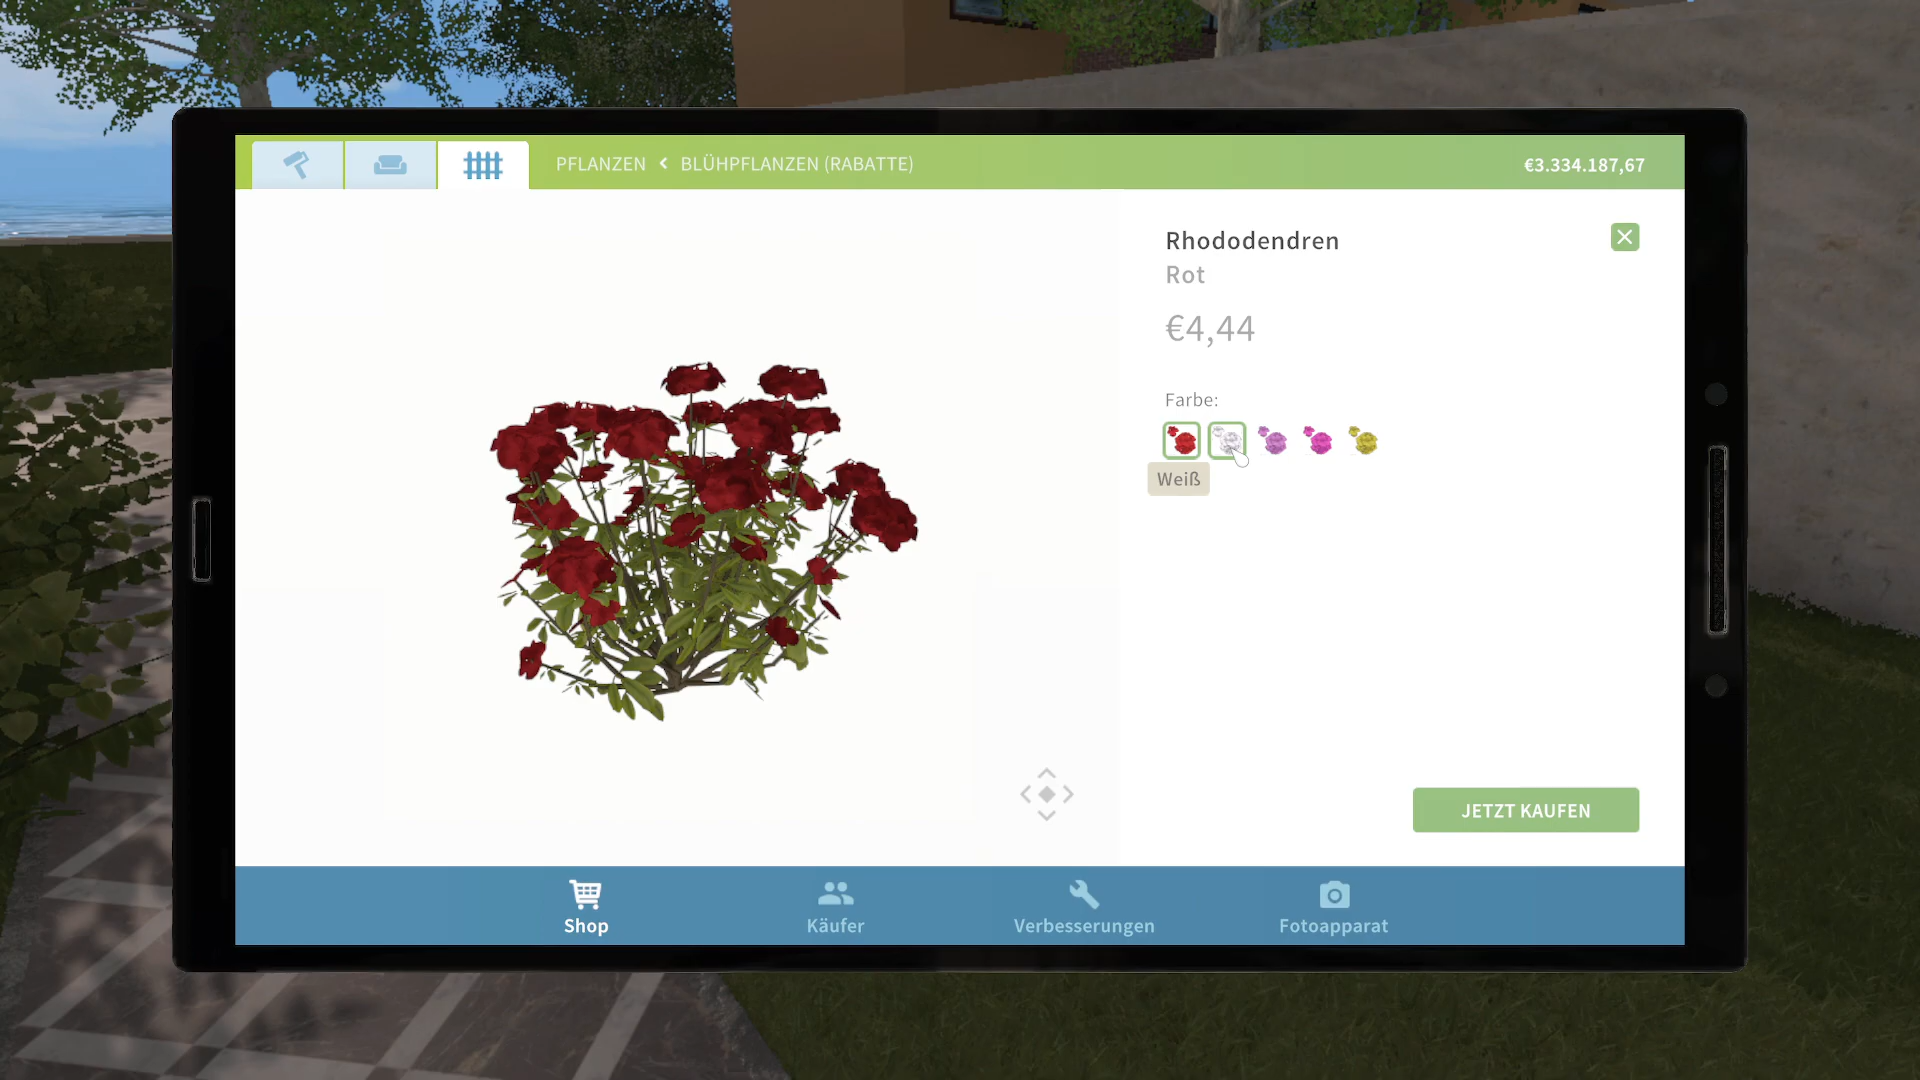 PFLANZEN < BLÜHPFLANZEN (RABATTE)
€3.334.187,67
Rhododendren
Rot
€4,44
Farbe:
Weiß
JETZT KAUFEN
Shop
Käufer
Verbesserungen
Fotoapparat